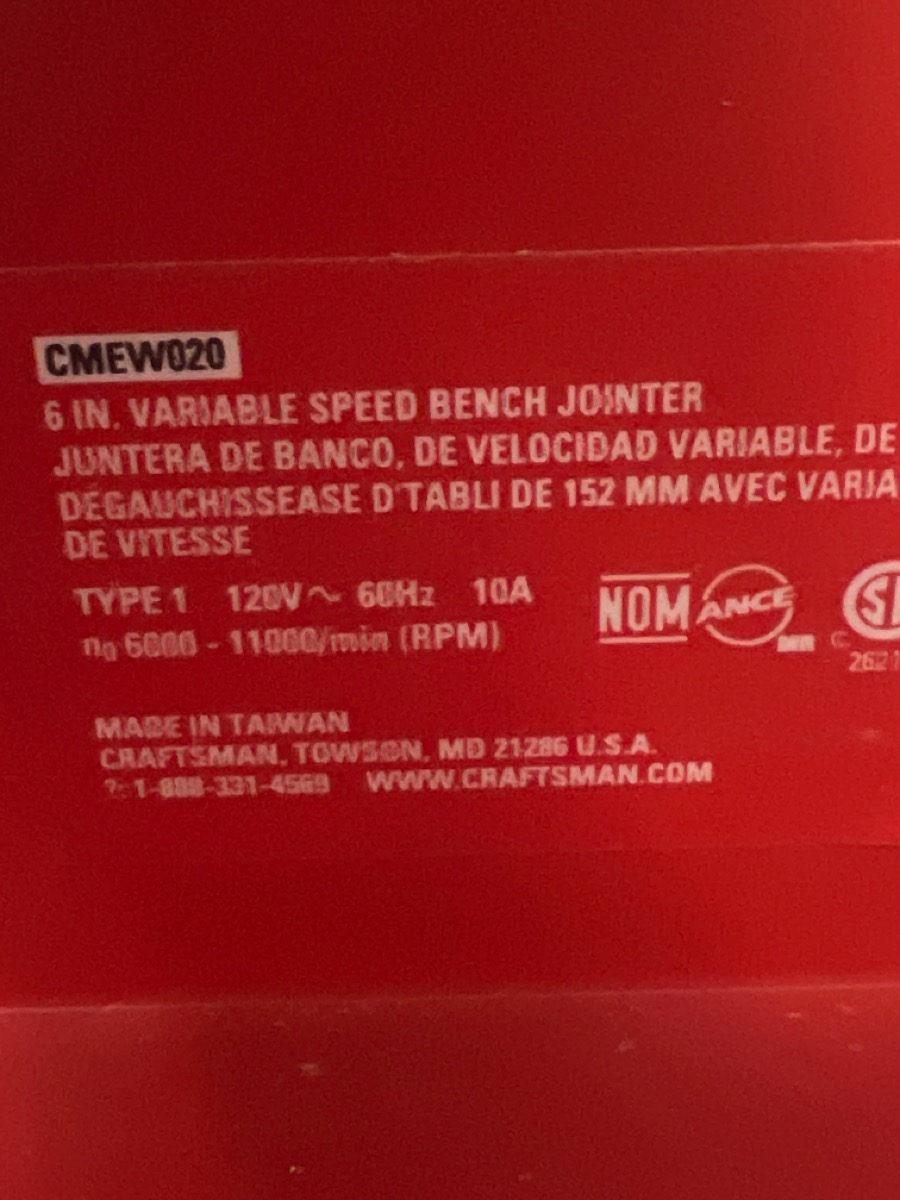 CMEW020
6 IN. VARIABLE SPEED BENCH JOINTER
JUNTERA DE BANCO, DE VELOCIDAD VARIABLE, DE
DÉGAUCHISSEASE D'TABLI DE 152 MM AVEC VARIA
DE VITESSE
TYPE 1 120V ~ 60Hz 10A
n₀ 6000 - 11000/min (RPM)
NOM ANCE
MADE IN TAIWAN
CRAFTSMAN, TOWSON, MD 21286 U.S.A.
1-888-331-4569 WWW.CRAFTSMAN.COM